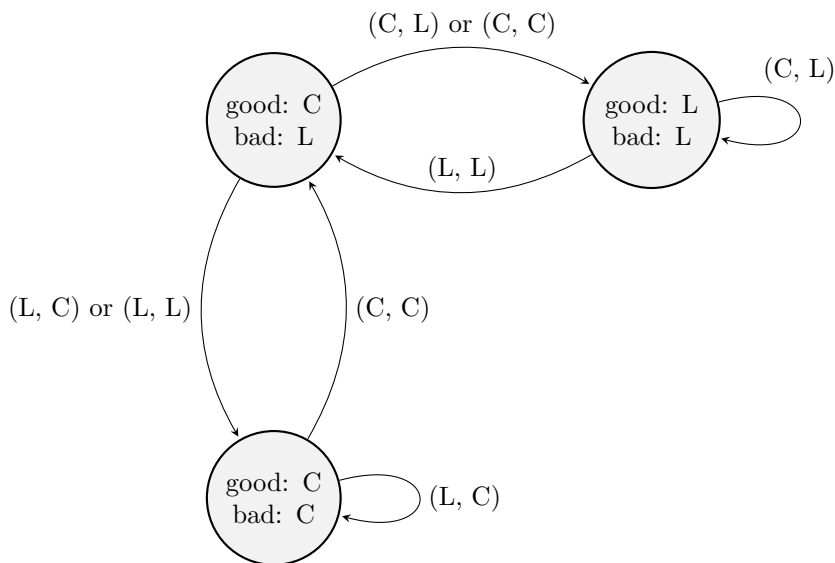 (C, L) or (C, C)
(C, L)
good: C
bad: L
good: L
bad: L
(L, L)
(L, C) or (L, L)
(C, C)
good: C
bad: C
(L, C)